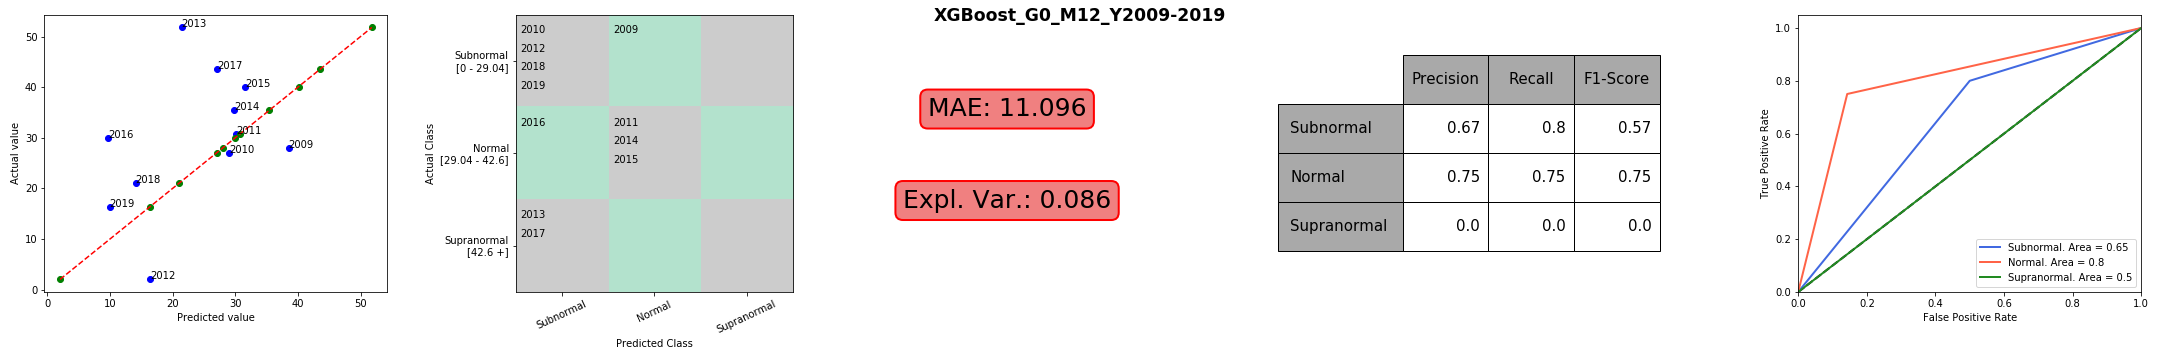 XGBoost_G0_M12_Y2009-2019
Actual value
50
40
30
20
10
0
0 10 20 30 40 50
Predicted value
2013
2017
2015
2014
2011
2016
2009
2010
2018
2019
2012
Actual Class
Subnormal
[0 - 29.04]
Normal
[29.04 - 42.6]
Supranormal
[42.6 +]
2010 2009
2012
2018
2019
2016 2011
2014
2015
2013
2017
Subnormal Normal Supranormal
Predicted Class
MAE: 11.096
Expl. Var.: 0.086
Precision Recall F1-Score
Subnormal 0.67 0.8 0.57
Normal 0.75 0.75 0.75
Supranormal 0.0 0.0 0.0
True Positive Rate
1.0
0.8
0.6
0.4
0.2
0.0
0.0 0.2 0.4 0.6 0.8 1.0
False Positive Rate
Subnormal. Area = 0.65
Normal. Area = 0.8
Supranormal. Area = 0.5